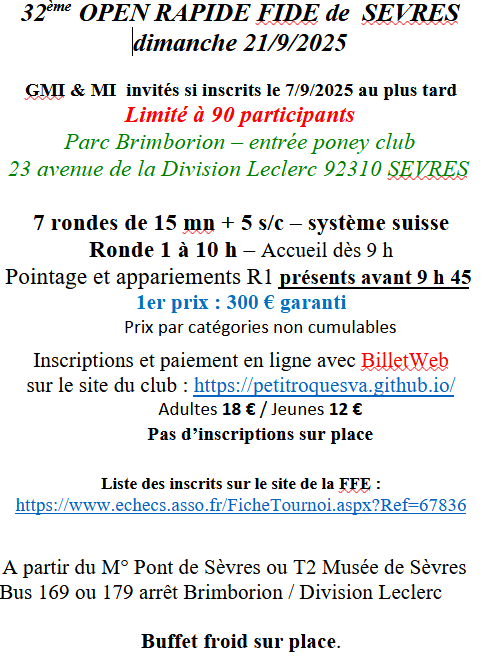 32ème OPEN RAPIDE FIDE de SEVRES
dimanche 21/9/2025
GMI & MI invités si inscrits le 7/9/2025 au plus tard
Limité à 90 participants
Parc Brimborion – entrée poney club
23 avenue de la Division Leclerc 92310 SEVRES
7 rondes de 15 mn + 5 s/c – système suisse
Ronde 1 à 10 h – Accueil dès 9 h
Pointage et appariements R1 présents avant 9 h 45
1er prix : 300 € garanti
Prix par catégories non cumulables
Inscriptions et paiement en ligne avec BilletWeb
sur le site du club : https://petitroquesva.github.io/
Adultes 18 € / Jeunes 12 €
Pas d’inscriptions sur place
Liste des inscrits sur le site de la FFE :
https://www.echecs.asso.fr/FicheTournoi.aspx?Ref=67836
A partir du M° Pont de Sèvres ou T2 Musée de Sèvres
Bus 169 ou 179 arrêt Brimborion / Division Leclerc
Buffet froid sur place.